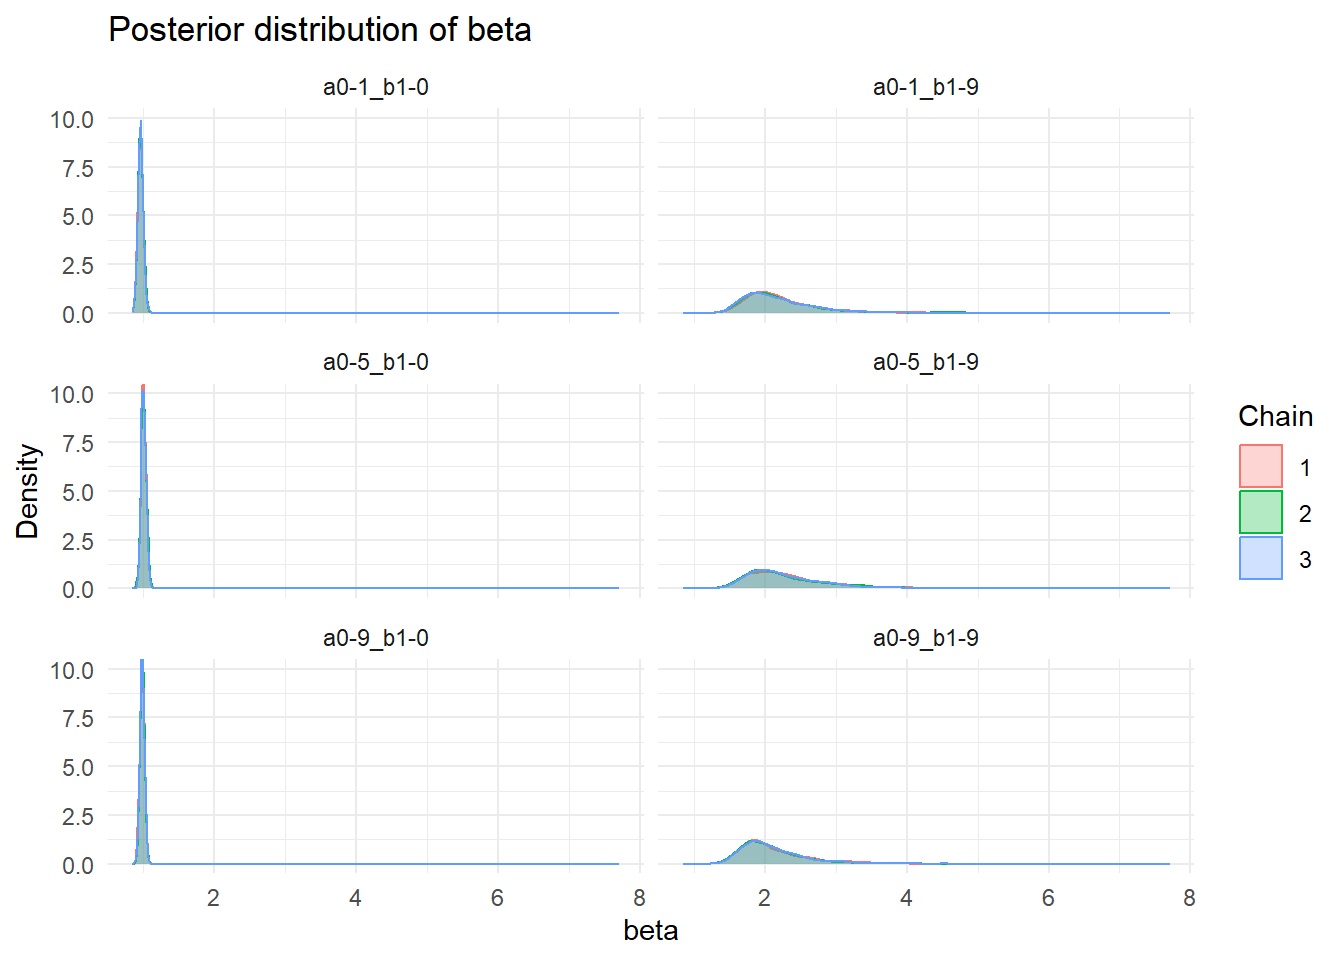 Posterior distribution of beta
a0-1_b1-0 a0-1_b1-9
10.0
7.5
5.0
2.5
0.0
a0-5_b1-0 a0-5_b1-9
10.0
7.5
5.0
2.5
0.0
a0-9_b1-0 a0-9_b1-9
10.0
7.5
5.0
2.5
0.0
2 4 6 8 2 4 6 8
beta
Density
Chain
1
2
3